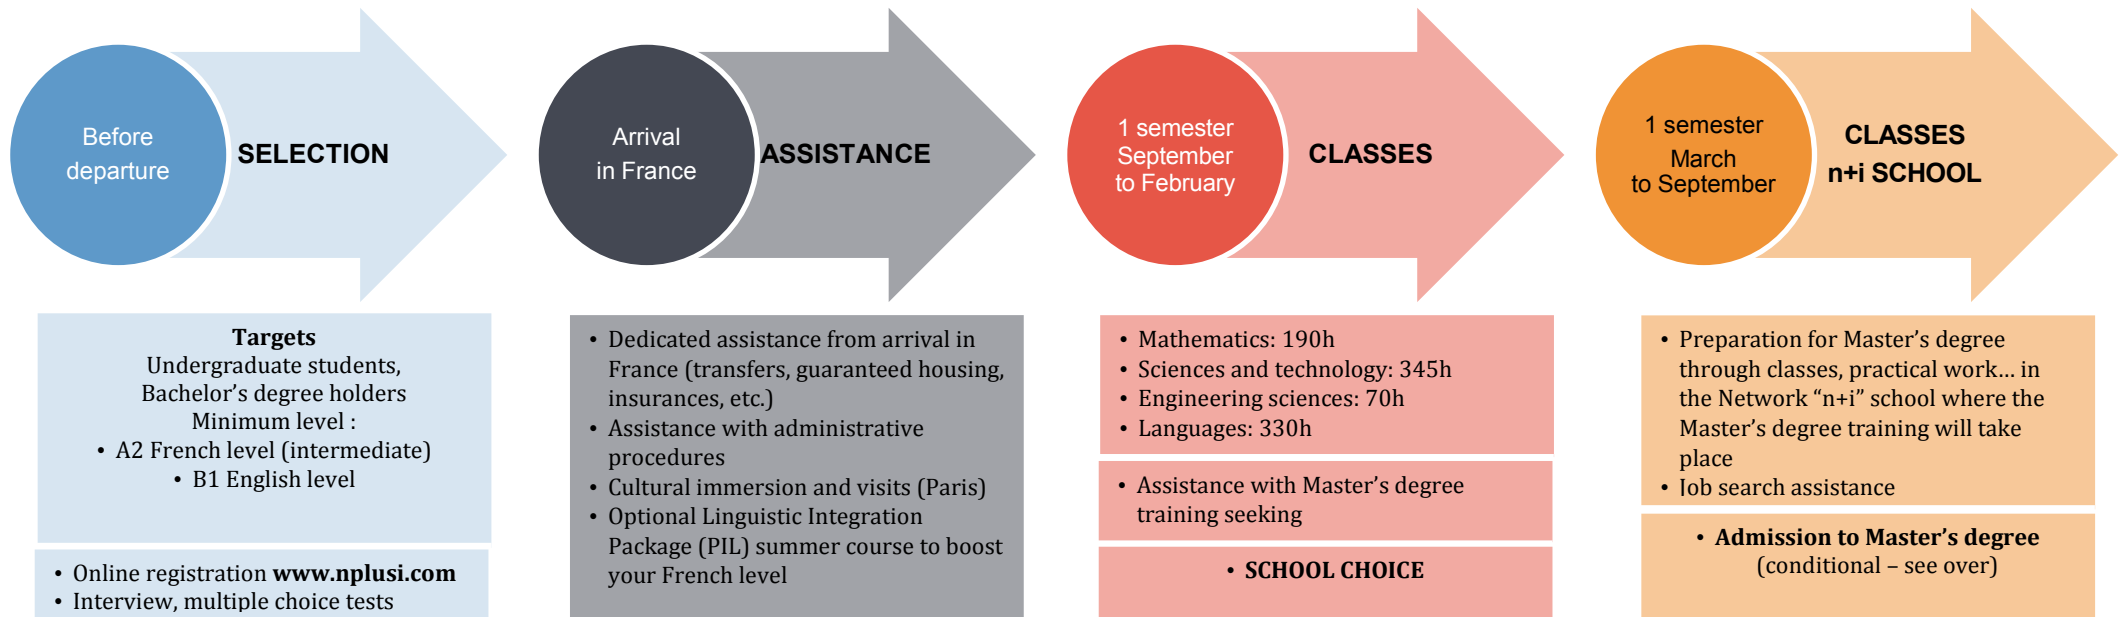 Before
departure
SELECTION
Arrival
in France
ASSISTANCE
1 semester
September
to February
CLASSES
1 semester
March
to September
CLASSES
n+i SCHOOL
Targets
Undergraduate students,
Bachelor's degree holders
Minimum level :
• A2 French level (intermediate)
• B1 English level
• Online registration www.nplusi.com
• Interview, multiple choice tests
• Dedicated assistance from arrival in
France (transfers, guaranteed housing,
insurances, etc.)
• Assistance with administrative
procedures
• Cultural immersion and visits (Paris)
• Optional Linguistic Integration
Package (PIL) summer course to boost
your French level
• Mathematics: 190h
• Sciences and technology: 345h
• Engineering sciences: 70h
• Languages: 330h
• Assistance with Master's degree
training seeking
• SCHOOL CHOICE
• Preparation for Master's degree
through classes, practical work… in
the Network “n+i” school where the
Master's degree training will take
place
• Job search assistance
• Admission to Master's degree
(conditional – see over)